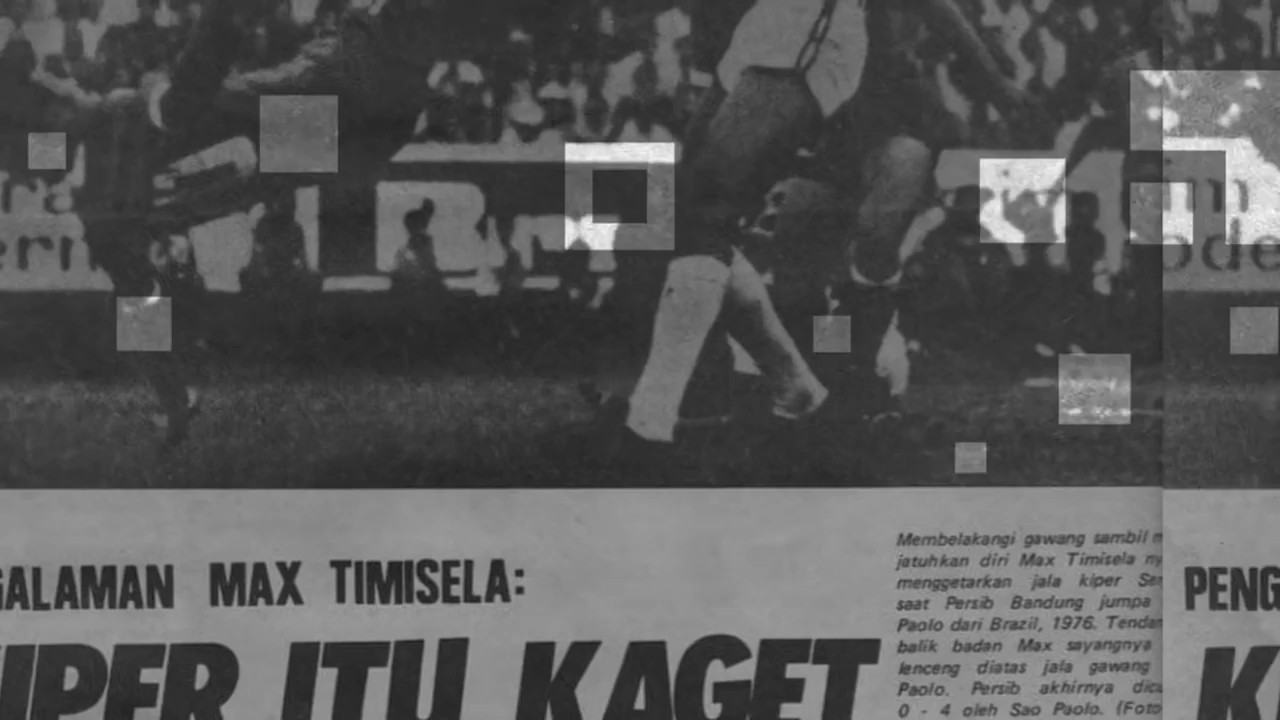 GALAMAN MAX TIMISELA:
IPER ITU KAGET
Membelakangi gawang sambil
jatuhkan diri Max Timisela
menggetarkan jala kiper
saat Persib Bandung jumpa
Paolo dari Brazil, 1976.
balik badan Max sayangnya
lenceng diatas jala gawang
Paolo. Persib akhirnya
0 - 4 oleh Sao Paolo. (Foto
PENG